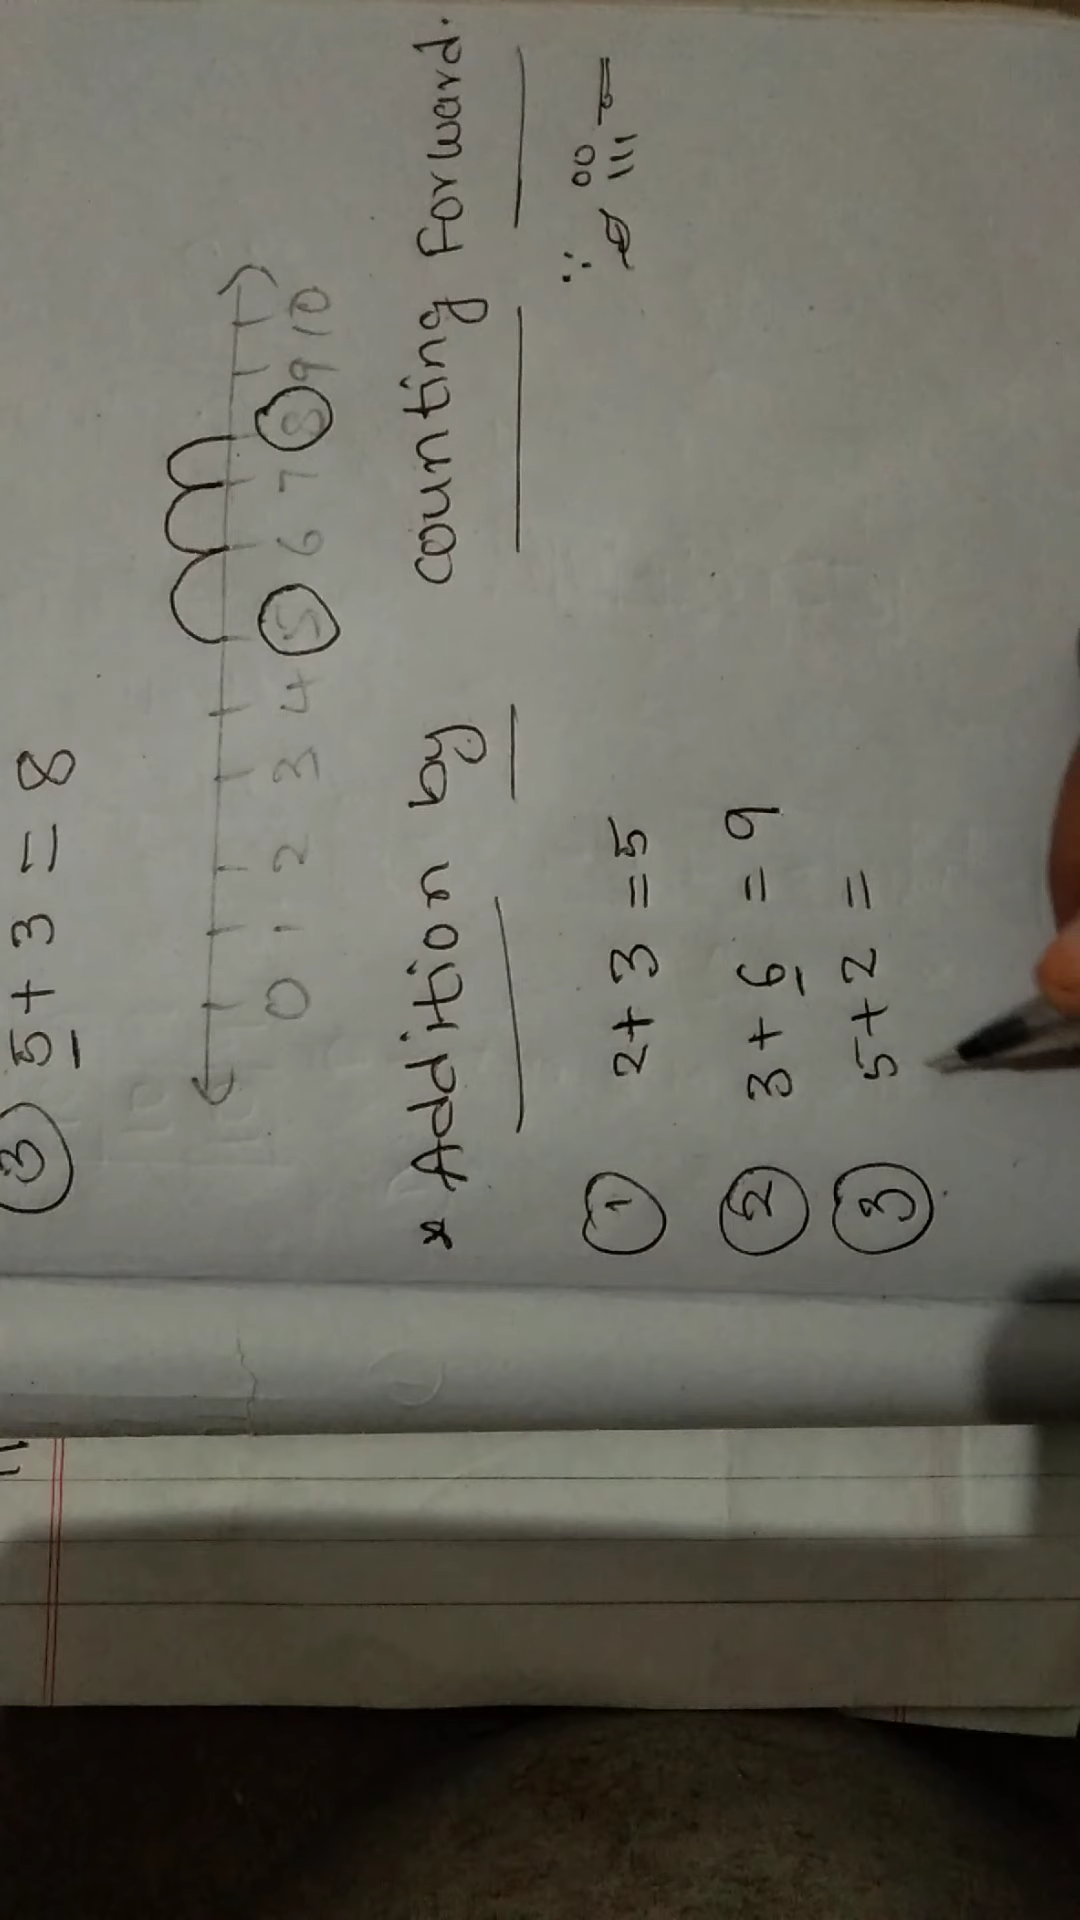 ③ 5 + 3 = 8
0 1 2 3 4 5 6 7 8 9 10
* Addition by counting forward.
① 2 + 3 = 5
② 3 + 6 = 9
③ 5 + 2 =